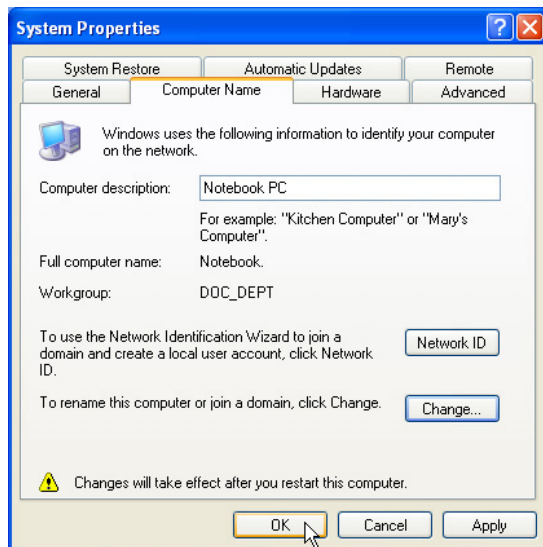 System Properties
System Restore Automatic Updates Remote
General Computer Name Hardware Advanced
Windows uses the following information to identify your computer
on the network.
Computer description: Notebook PC
For example: "Kitchen Computer" or "Mary's
Computer".
Full computer name: Notebook.
Workgroup: DOC_DEPT
To use the Network Identification Wizard to join a
domain and create a local user account, click Network
ID.
Network ID
To rename this computer or join a domain, click Change. Change...
Changes will take effect after you restart this computer.
OK Cancel Apply